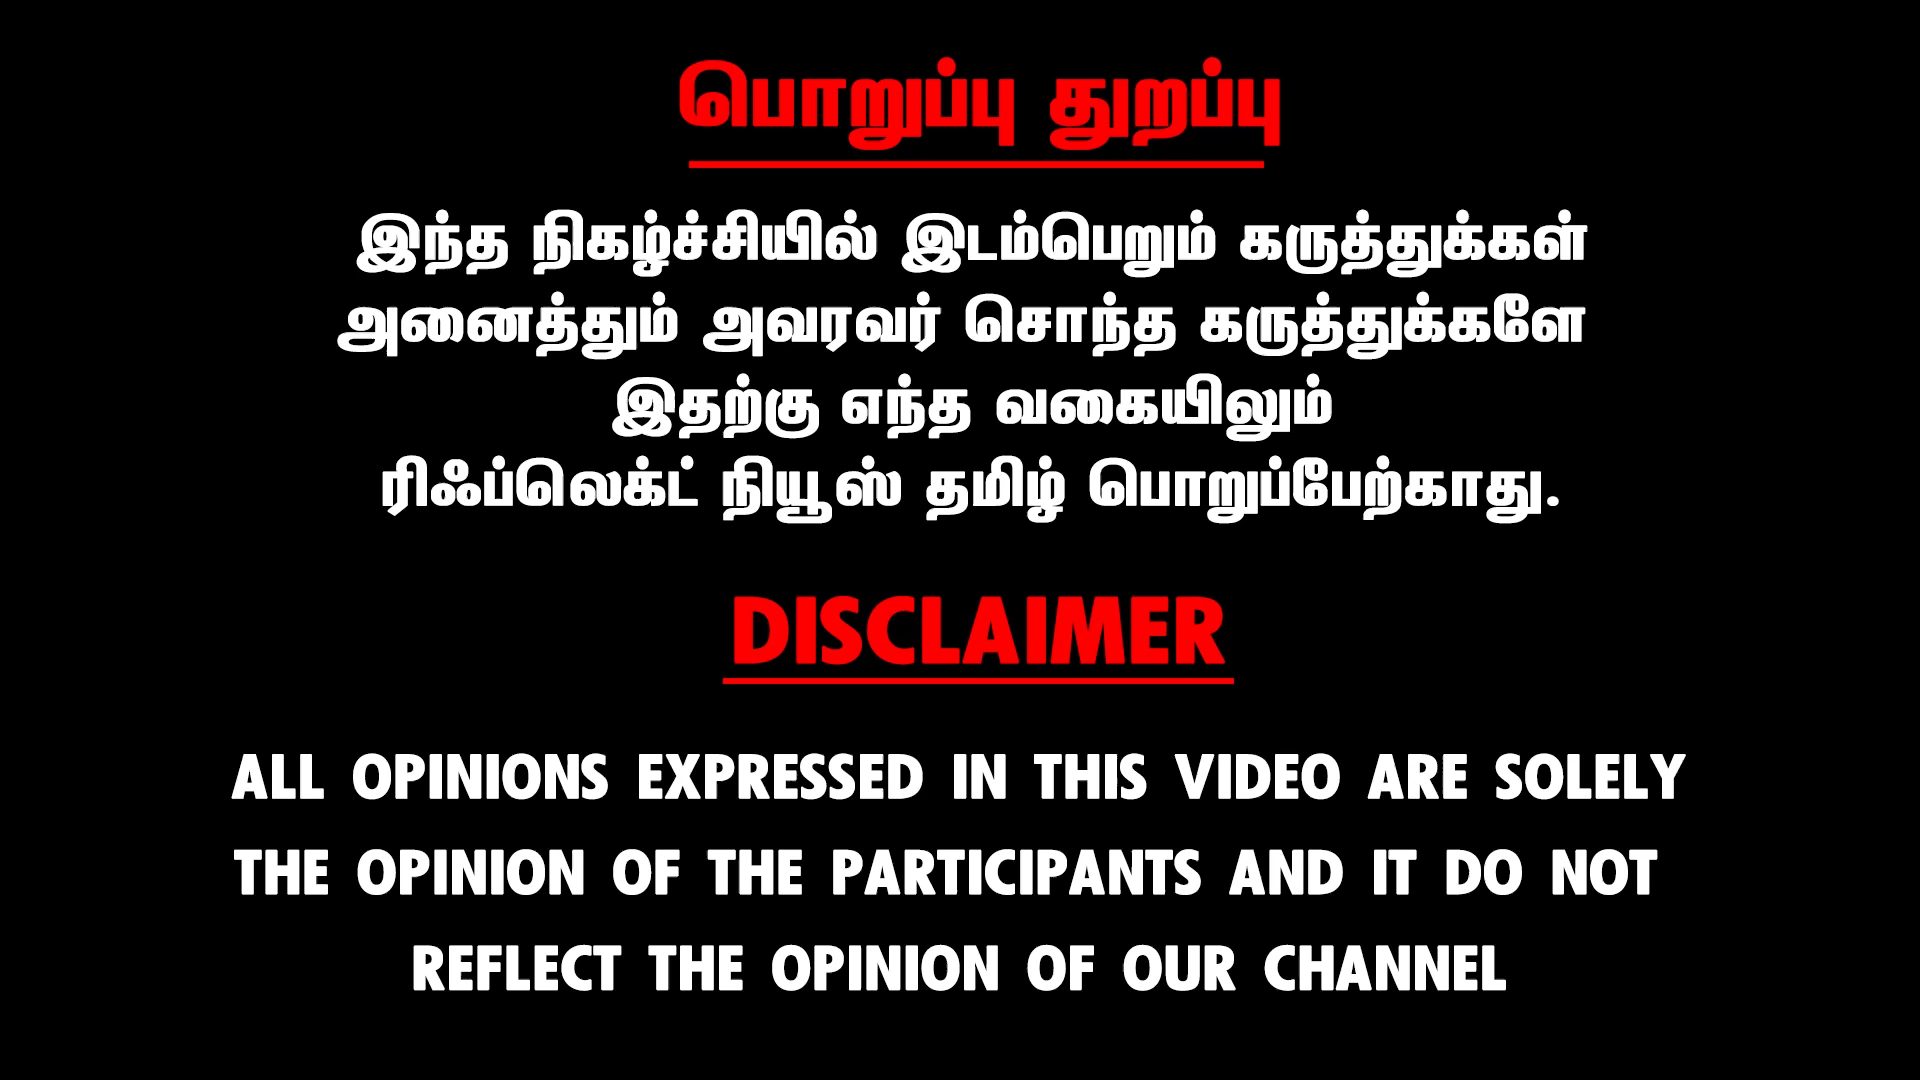 பொறுப்பு துறப்பு
இந்த நிகழ்ச்சியில் இடம்பெறும் கருத்துக்கள்
அனைத்தும் அவரவர் சொந்த கருத்துக்களே
இதற்கு எந்த வகையிலும்
ரிஃப்லெக்ட் நியூஸ் தமிழ் பொறுப்பேற்காது.
DISCLAIMER
ALL OPINIONS EXPRESSED IN THIS VIDEO ARE SOLELY
THE OPINION OF THE PARTICIPANTS AND IT DO NOT
REFLECT THE OPINION OF OUR CHANNEL